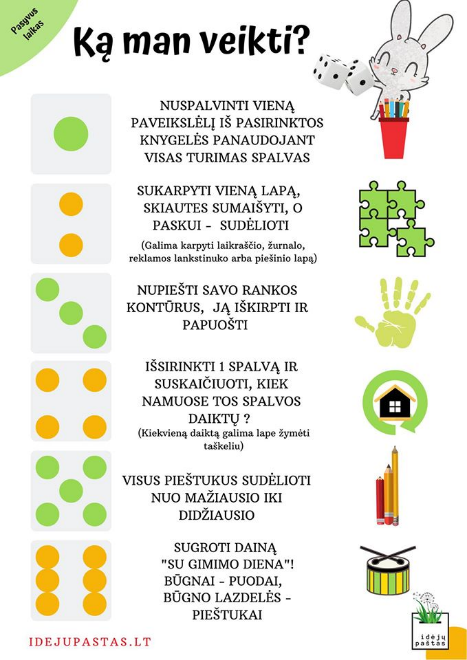 Pasyvus
laikas
Ką man veikti?
NUSPALVINTI VIENĄ
PAVEIKSLĖLĮ IŠ PASIRINKTOS
KNYGELĖS PANAUDOJANT
VISAS TURIMAS SPALVAS
SUKARPYTI VIENĄ LAPĄ,
SKIAUTES SUMAIŠYTI, O
PASKUI - SUDĖLIOTI
(Galima karpyti laikraščio, žurnalo,
reklamos lankstinuko arba piešinio lapą)
NUPIEŠTI SAVO RANKOS
KONTŪRUS, JĄ IŠKIRPTI IR
PAPUOŠTI
IŠSIRINKTI 1 SPALVĄ IR
SUSKAIČIUOTI, KIEK
NAMUOSE TOS SPALVOS
DAIKTŲ ?
(Kiekvieną daiktą galima lape žymėti
taškeliu)
VISUS PIEŠTUKUS SUDĖLIOTI
NUO MAŽIAUSIO IKI
DIDŽIAUSIO
SUGROTI DAINĄ
"SU GIMIMO DIENA"!
BŪGNAI - PUODAI,
BŪGNO LAZDELĖS -
PIEŠTUKAI
IDEJUPASTAS.LT
idėjų
paštas